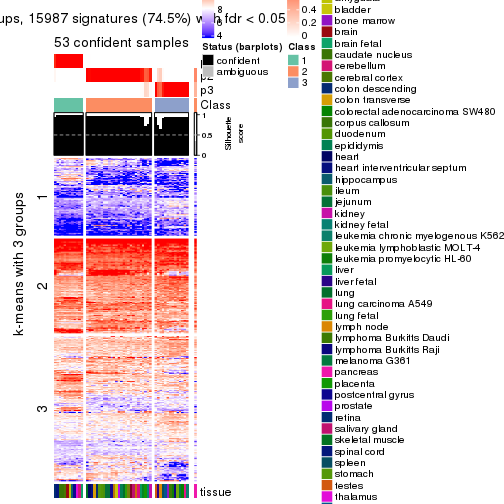 ups, 15987 signatures (74.5%) with fdr < 0.05
53 confident samples
p2
p3
Class
1
0.5
0
Silhouette
score
k-means with 3 groups
1
2
3
tissue
8
6
4
0.4
0.2
0
Status (barplots)
confident
ambiguous
Class
1
2
3
bladder
bone marrow
brain
brain fetal
caudate nucleus
cerebellum
cerebral cortex
colon descending
colon transverse
colorectal adenocarcinoma SW480
corpus callosum
duodenum
epididymis
heart
heart interventricular septum
hippocampus
ileum
jejunum
kidney
kidney fetal
leukemia chronic myelogenous K562
leukemia lymphoblastic MOLT-4
leukemia promyelocytic HL-60
liver
liver fetal
lung
lung carcinoma A549
lung fetal
lymph node
lymphoma Burkitts Daudi
lymphoma Burkitts Raji
melanoma G361
pancreas
placenta
postcentral gyrus
prostate
retina
salivary gland
skeletal muscle
spinal cord
spleen
stomach
testes
thalamus